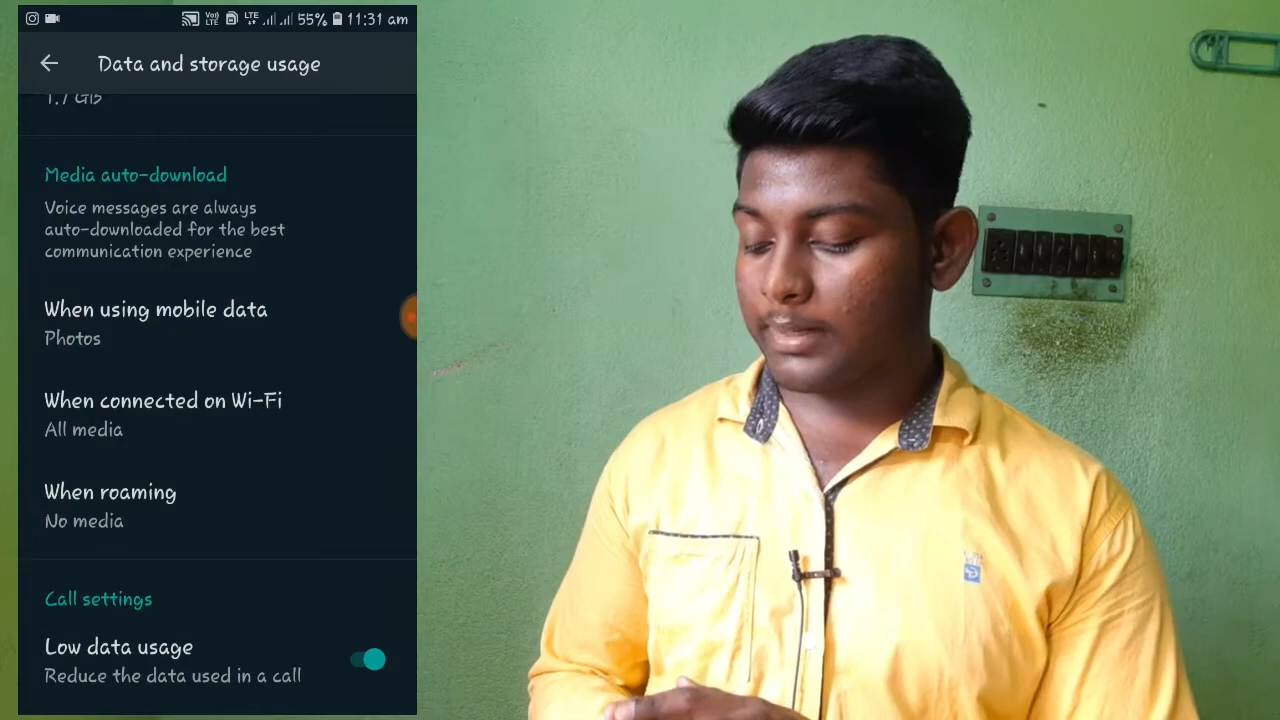 LTE 55% 11:31 am
Data and storage usage
Media auto-download
Voice messages are always
auto-downloaded for the best
communication experience
When using mobile data
Photos
When connected on Wi-Fi
All media
When roaming
No media
Call settings
Low data usage
Reduce the data used in a call